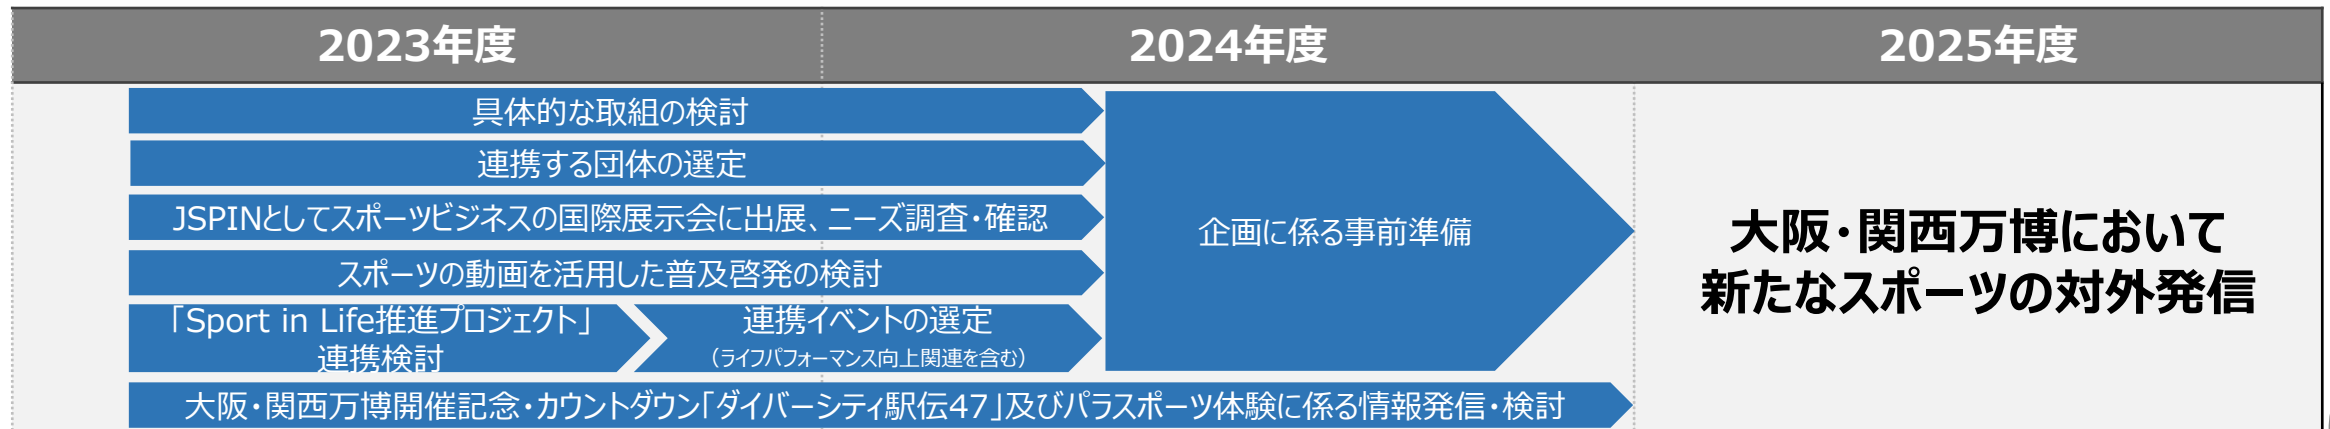 2023年度
2024年度
2025年度
具体的な取組の検討
連携する団体の選定
JSPINとしてスポーツビジネスの国際展示会に出展、ニーズ調査・確認
スポーツの動画を活用した普及啓発の検討
「Sport in Life推進プロジェクト」
連携検討
連携イベントの選定
（ライフパフォーマンス向上関連を含む）
企画に係る事前準備
大阪・関西万博開催記念・カウントダウン「ダイバーシティ駅伝47」及びパラスポーツ体験に係る情報発信・検討
大阪・関西万博において
新たなスポーツの対外発信